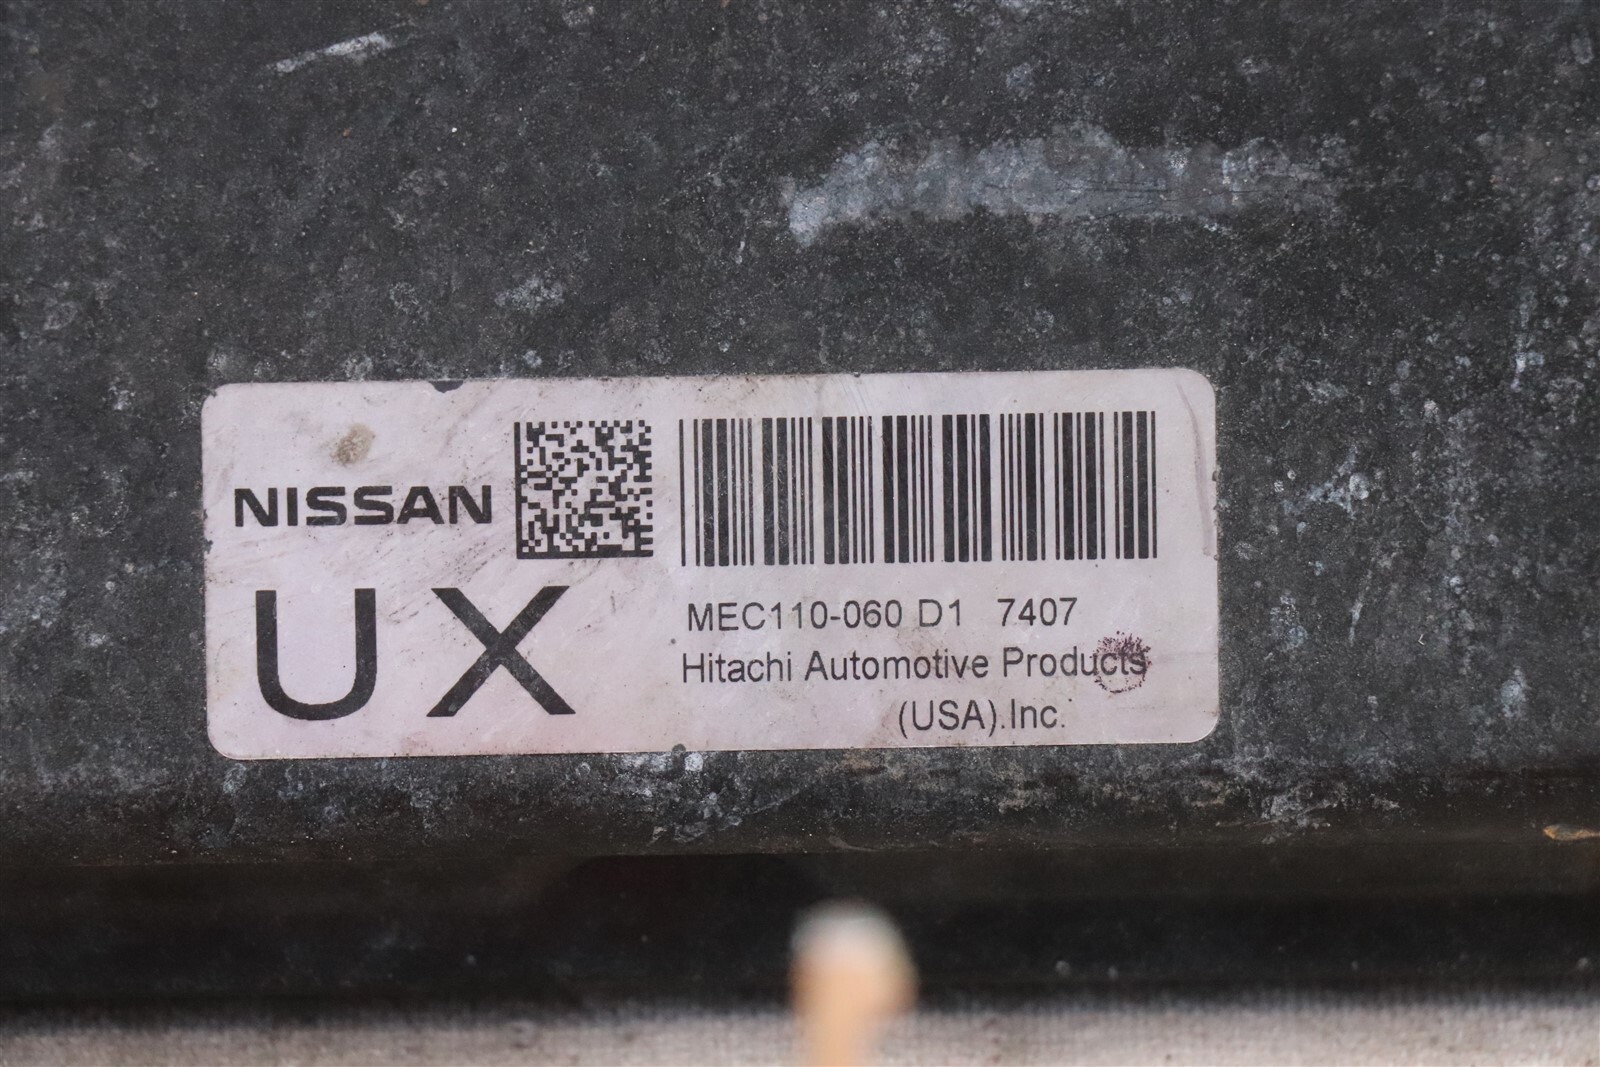 NISSAN
UX
MEC110-060 D1 7407
Hitachi Automotive Products
(USA).Inc.